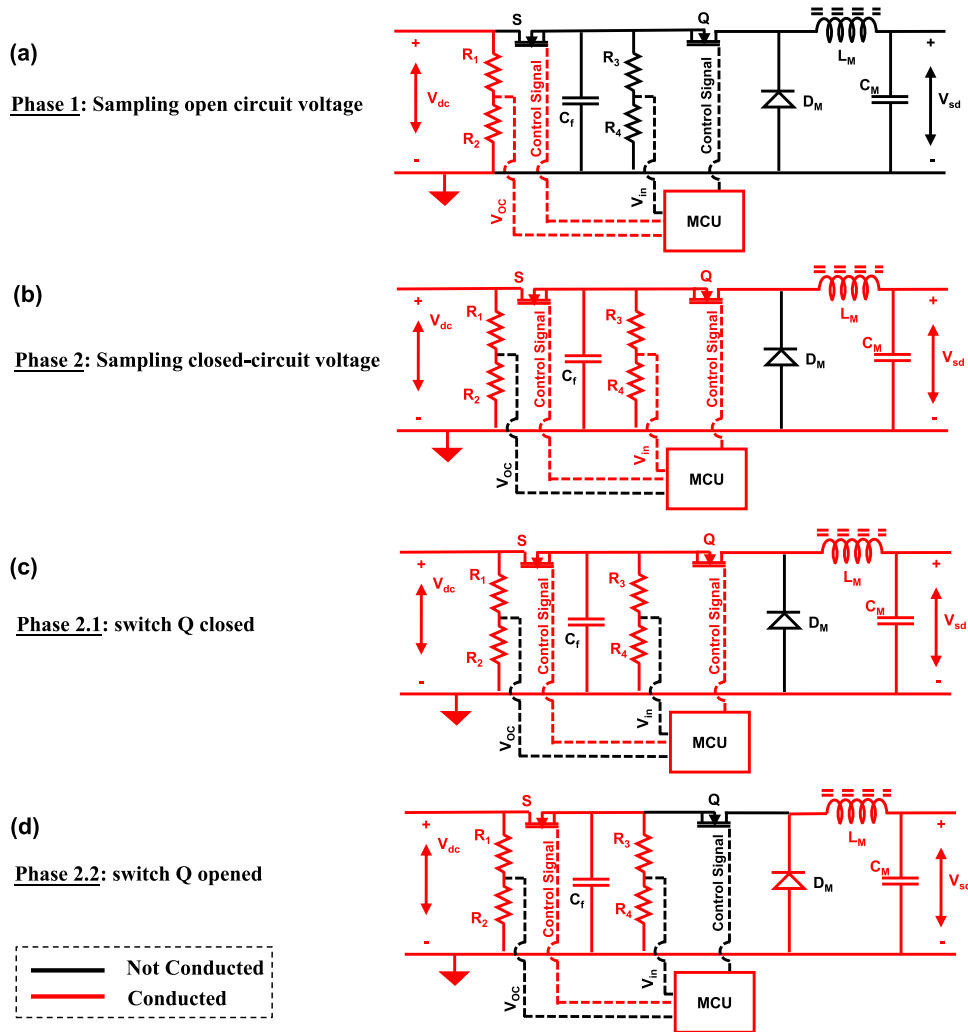 (a)
Phase 1: Sampling open circuit voltage
S
Q
R1
R2
R3
R4
Vdc
+
-
Control Signal
Cf
Control Signal
DM
LM
CM
+
Vsd
-
VOC
Vin
MCU
(b)
Phase 2: Sampling closed-circuit voltage
S
Q
R1
R2
R3
R4
Vdc
+
-
Control Signal
Cf
Control Signal
DM
LM
CM
+
Vsd
-
VOC
Vin
MCU
(c)
Phase 2.1: switch Q closed
S
Q
R1
R2
R3
R4
Vdc
+
-
Control Signal
Cf
Control Signal
DM
LM
CM
+
Vsd
-
VOC
Vin
MCU
(d)
Phase 2.2: switch Q opened
S
Q
R1
R2
R3
R4
Vdc
+
-
Control Signal
Cf
Control Signal
DM
LM
CM
+
Vsd
-
VOC
Vin
MCU
Not Conducted
Conducted